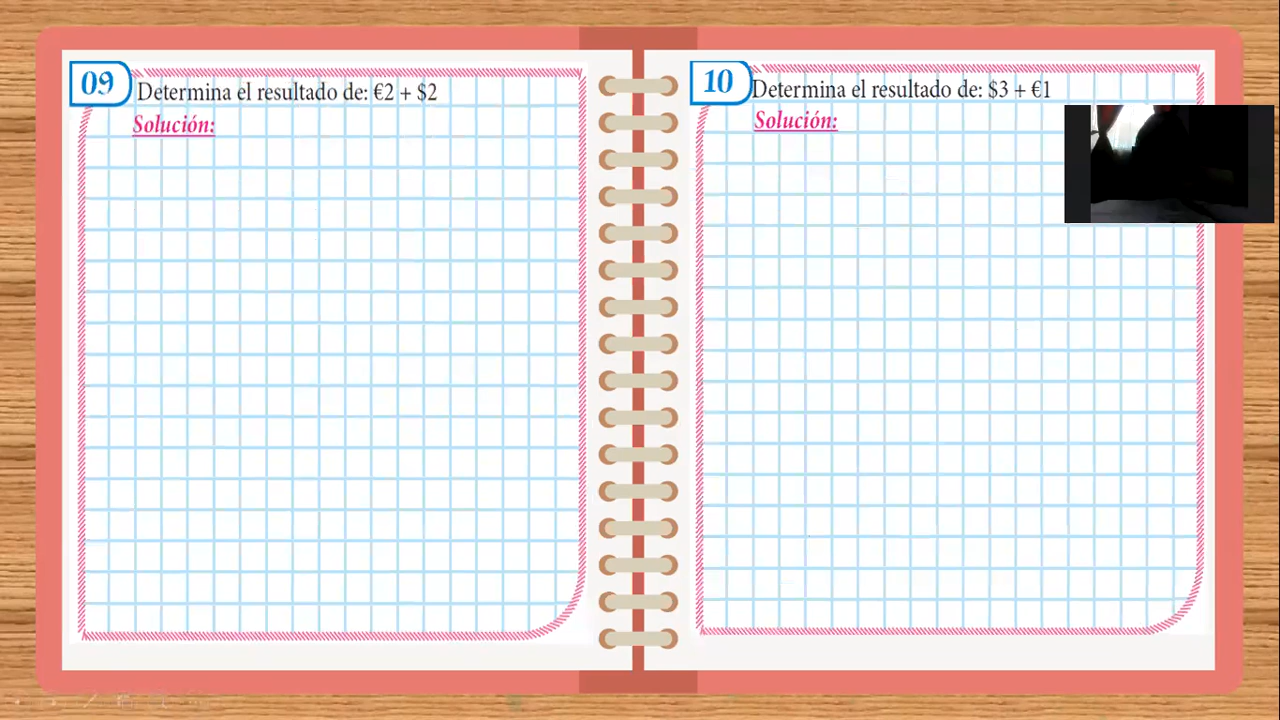 09
Determina el resultado de: €2 + $2
Solución:
10
Determina el resultado de: $3 + €1
Solución: